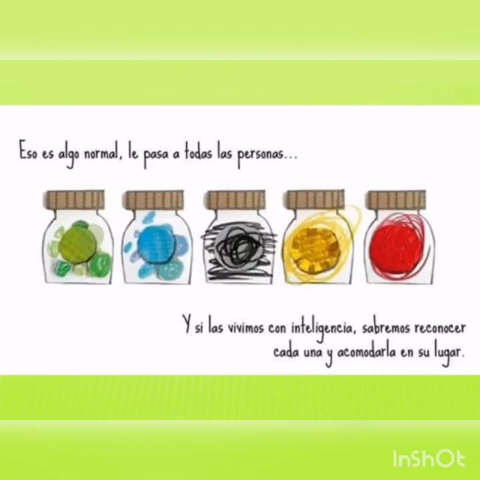 Eso es algo normal, le pasa a todas las personas...
Y si las vivimos con inteligencia, sabremos reconocer
cada una y acomodarla en su lugar.
InShOt